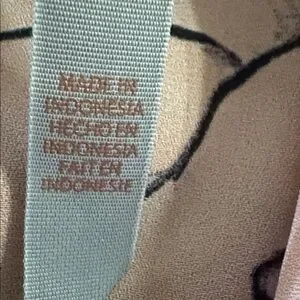 MADE IN
INDONESIA
HECHO EN
INDONESIA
FAIT EN
INDONESIE